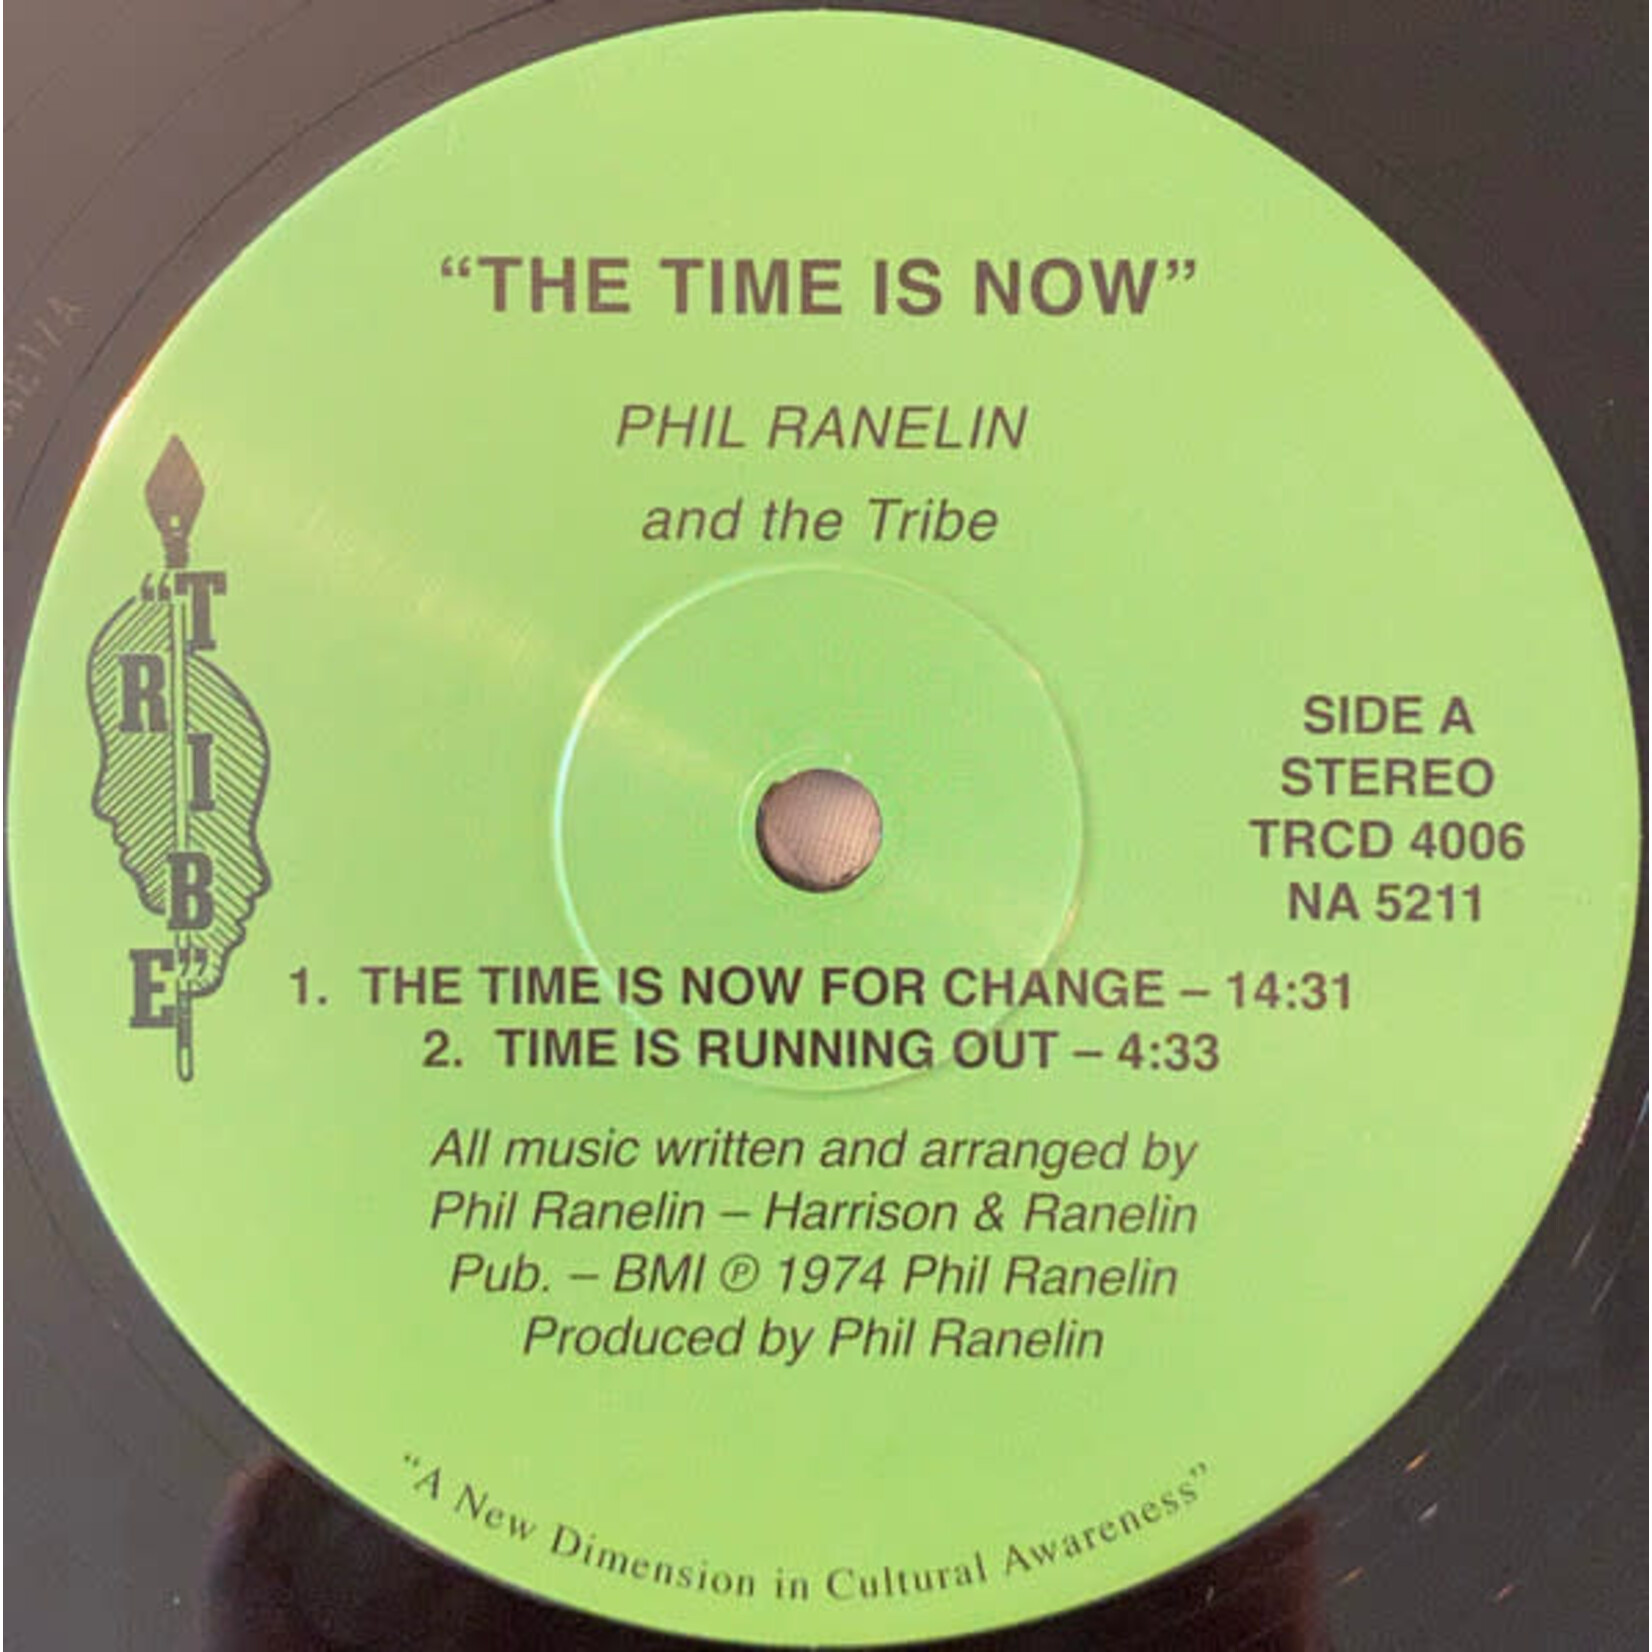 “THE TIME IS NOW”
PHIL RANELIN
and the Tribe
“TRIBE”
SIDE A
STEREO
TRCD 4006
NA 5211
1. THE TIME IS NOW FOR CHANGE – 14:31
2. TIME IS RUNNING OUT – 4:33
All music written and arranged by
Phil Ranelin – Harrison & Ranelin
Pub. – BMI ℗ 1974 Phil Ranelin
Produced by Phil Ranelin
“A New Dimension in Cultural Awareness”